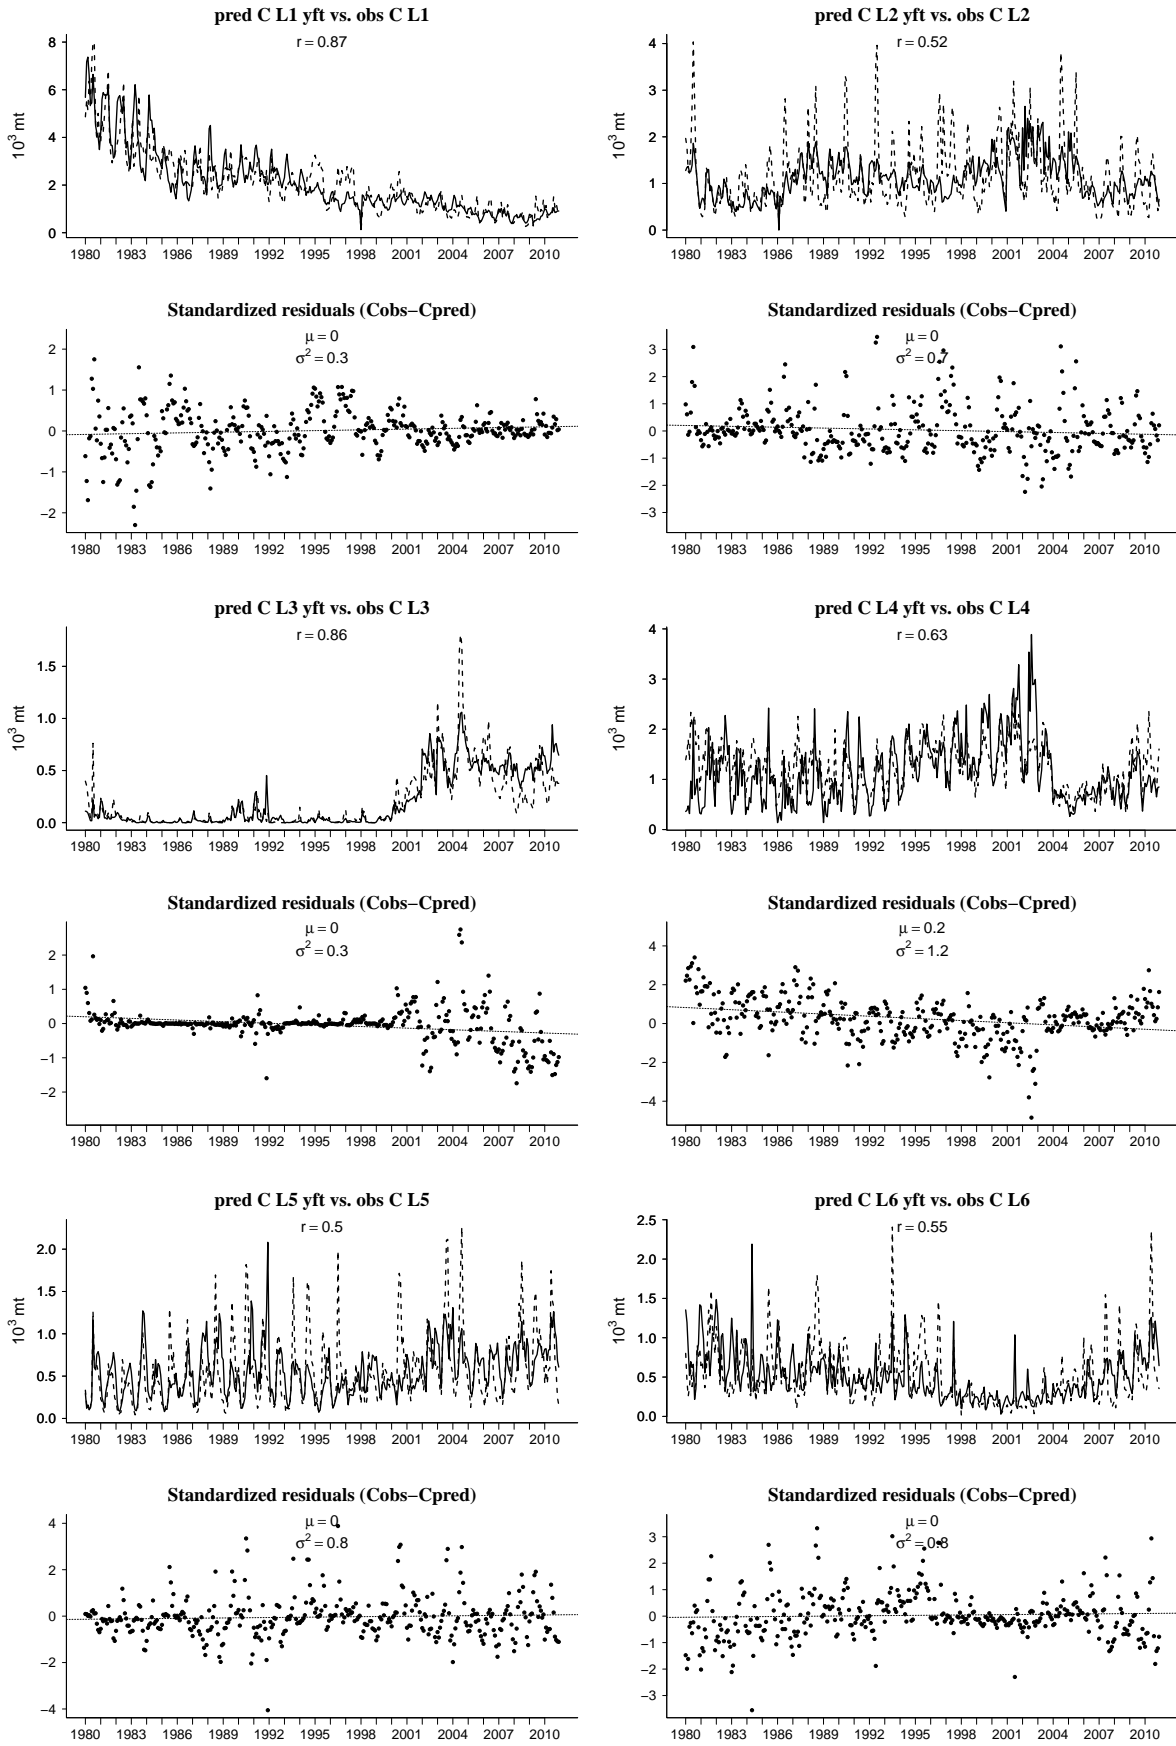 pred C L1 yft vs. obs C L1
r = 0.87
10³ mt
8
6
4
2
0
1980 1983 1986 1989 1992 1995 1998 2001 2004 2007 2010
pred C L2 yft vs. obs C L2
r = 0.52
10³ mt
4
3
2
1
0
1980 1983 1986 1989 1992 1995 1998 2001 2004 2007 2010
Standardized residuals (Cobs−Cpred)
μ = 0
σ² = 0.3
2
1
0
−1
−2
1980 1983 1986 1989 1992 1995 1998 2001 2004 2007 2010
Standardized residuals (Cobs−Cpred)
μ = 0
σ² = 0.7
3
2
1
0
−1
−2
−3
1980 1983 1986 1989 1992 1995 1998 2001 2004 2007 2010
pred C L3 yft vs. obs C L3
r = 0.86
10³ mt
1.5
1.0
0.5
0.0
1980 1983 1986 1989 1992 1995 1998 2001 2004 2007 2010
pred C L4 yft vs. obs C L4
r = 0.63
10³ mt
4
3
2
1
0
1980 1983 1986 1989 1992 1995 1998 2001 2004 2007 2010
Standardized residuals (Cobs−Cpred)
μ = 0
σ² = 0.3
2
1
0
−1
−2
1980 1983 1986 1989 1992 1995 1998 2001 2004 2007 2010
Standardized residuals (Cobs−Cpred)
μ = 0.2
σ² = 1.2
4
2
0
−2
−4
1980 1983 1986 1989 1992 1995 1998 2001 2004 2007 2010
pred C L5 yft vs. obs C L5
r = 0.5
10³ mt
2.0
1.5
1.0
0.5
0.0
1980 1983 1986 1989 1992 1995 1998 2001 2004 2007 2010
pred C L6 yft vs. obs C L6
r = 0.55
10³ mt
2.5
2.0
1.5
1.0
0.5
0.0
1980 1983 1986 1989 1992 1995 1998 2001 2004 2007 2010
Standardized residuals (Cobs−Cpred)
μ = 0
σ² = 0.8
4
2
0
−2
−4
1980 1983 1986 1989 1992 1995 1998 2001 2004 2007 2010
Standardized residuals (Cobs−Cpred)
μ = 0
σ² = 0.8
3
2
1
0
−1
−2
−3
1980 1983 1986 1989 1992 1995 1998 2001 2004 2007 2010